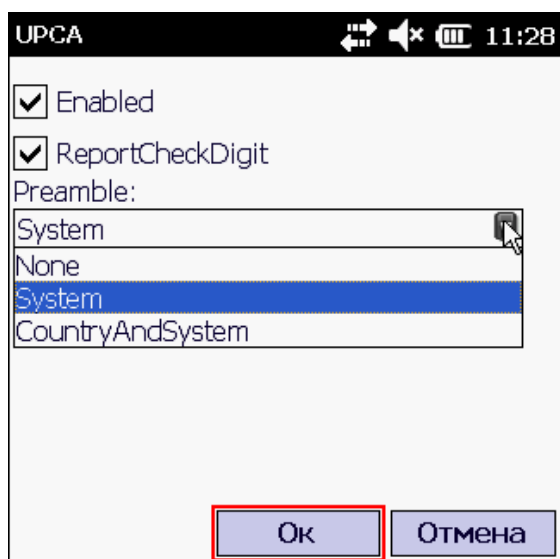 UPCA 11:28
Enabled
ReportCheckDigit
Preamble:
System
None
System
CountryAndSystem
Ок Отмена